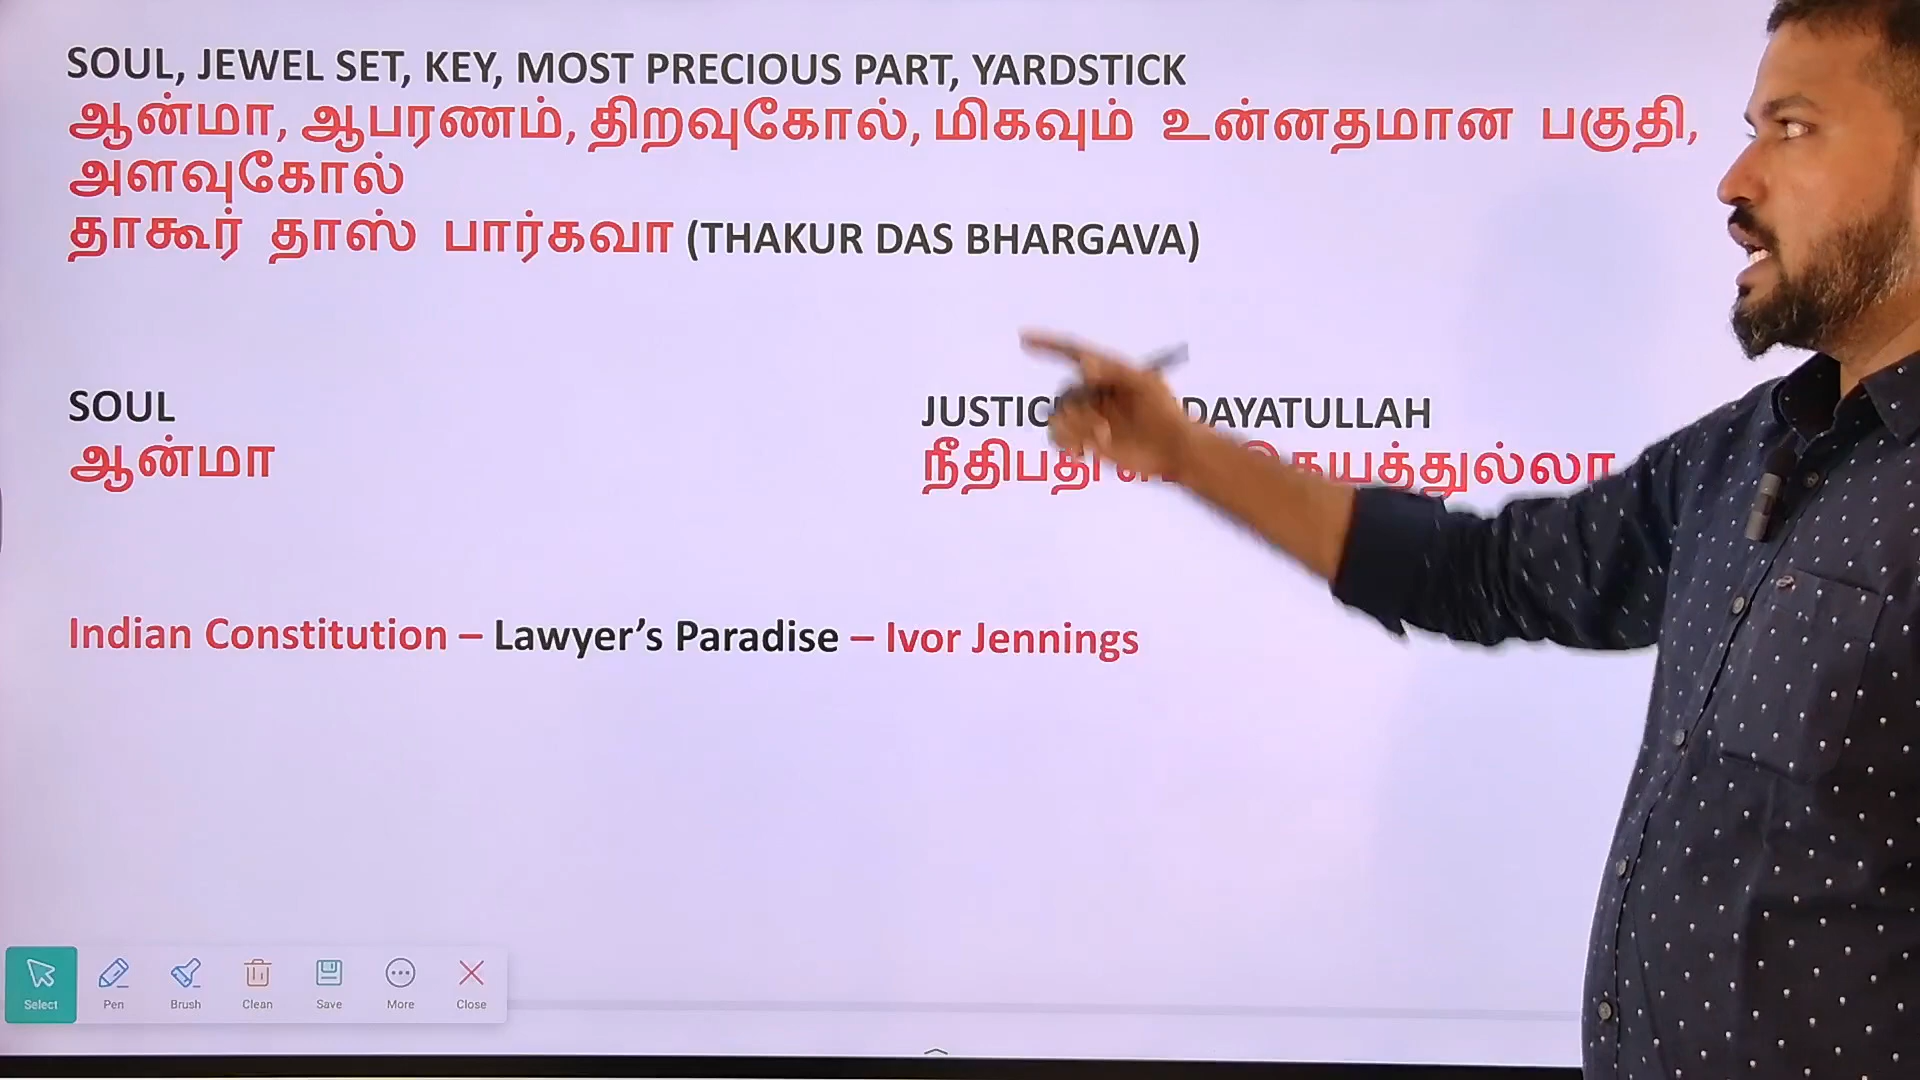 SOUL, JEWEL SET, KEY, MOST PRECIOUS PART, YARDSTICK
ஆன்மா, ஆபரணம், திறவுகோல், மிகவும் உன்னதமான பகுதி,
அளவுகோல்
தாகூர் தாஸ் பார்கவா (THAKUR DAS BHARGAVA)
SOUL
ஆன்மா
நீதிபதி
Indian Constitution – Lawyer’s Paradise – Ivor Jennings
Select
Pen
Brush
Clean
Save
More
Close